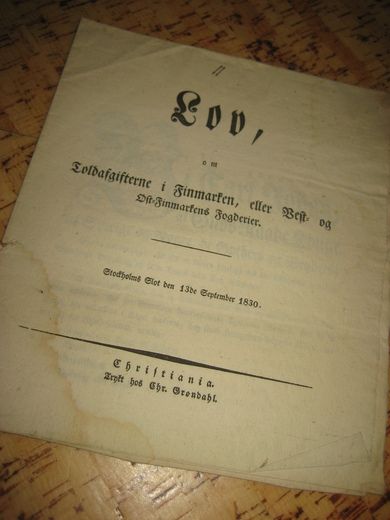 Lov,
om
Toldafgifterne i Finmarken, eller Vest- og
Ost-Finmarkens Fogderier.
Stockholms Slot den 13de September 1830.
Christiania.
Trykt hos Chr. Grøndahl.